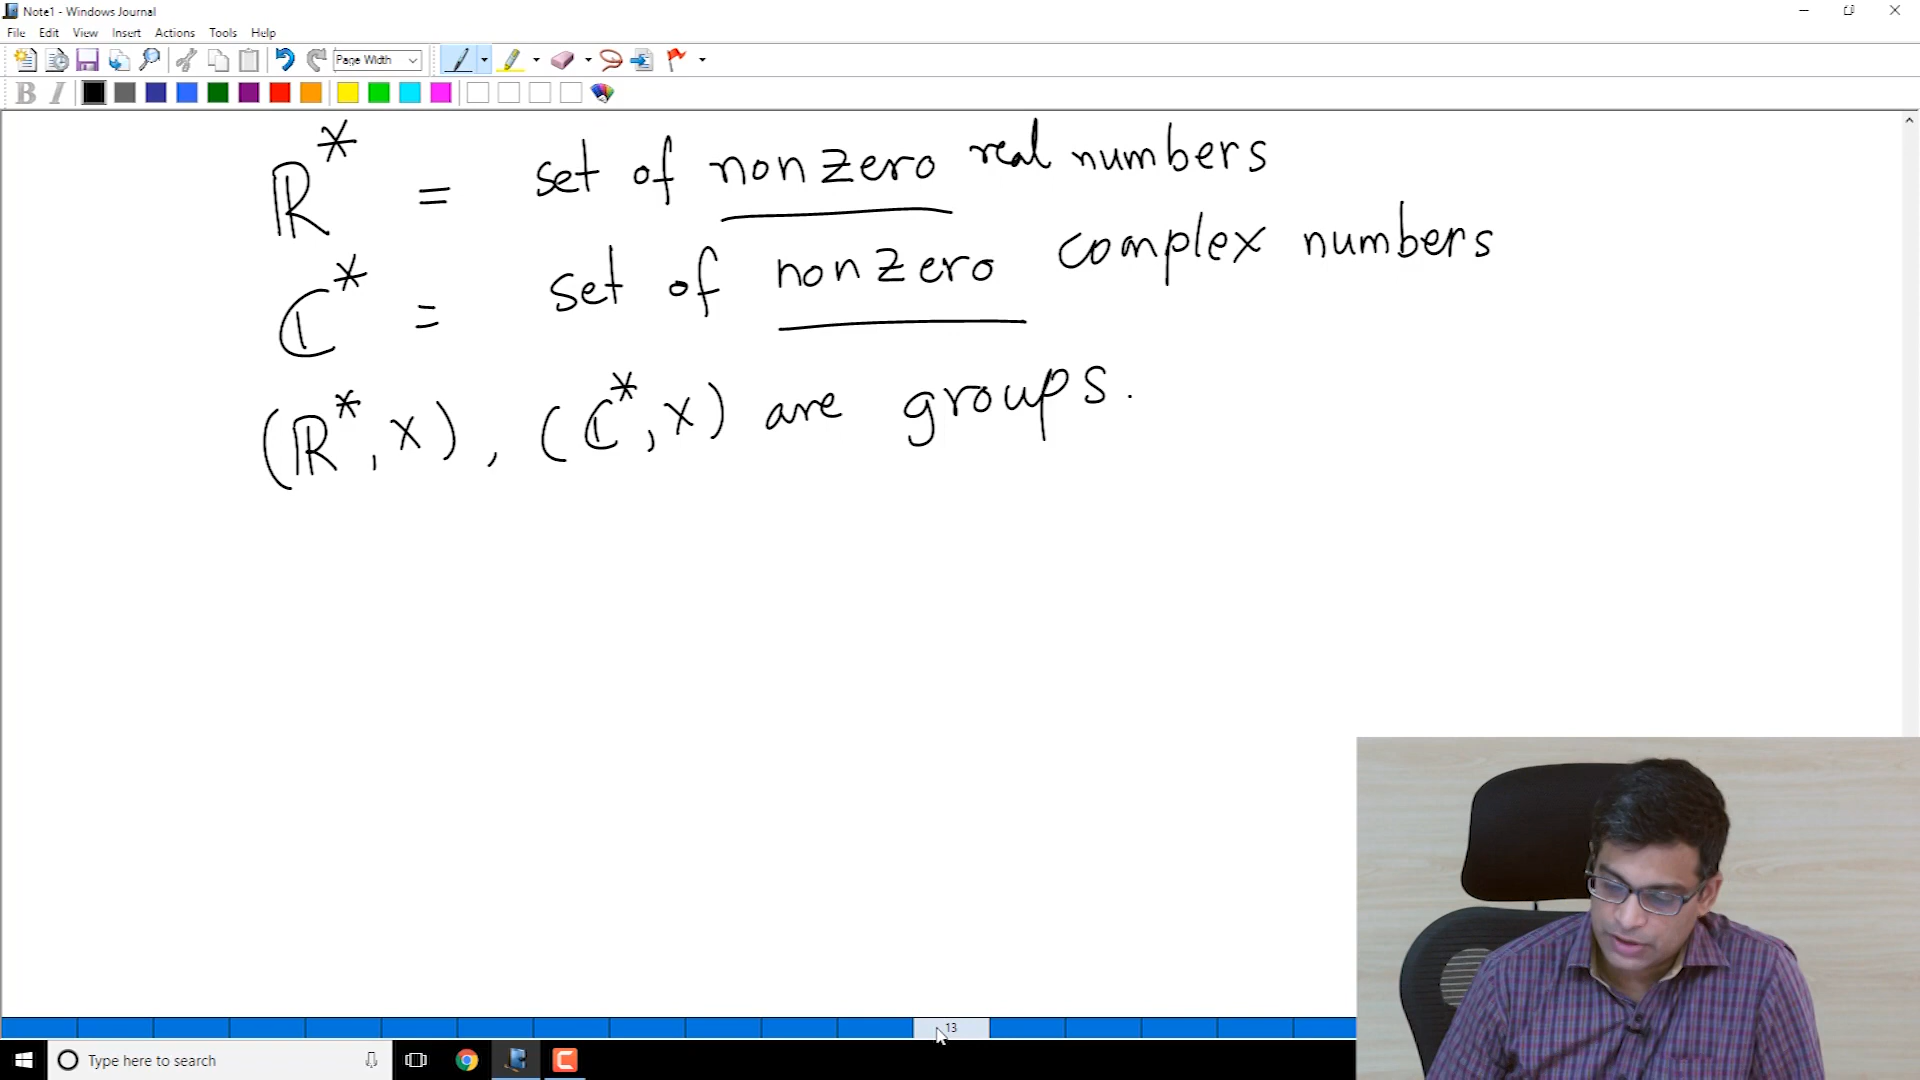 Note1 - Windows Journal
File Edit View Insert Actions Tools Help
Page Width
B I
ℝ* = set of nonzero real numbers
ℂ* = set of nonzero complex numbers
(ℝ*, ×), (ℂ*, ×) are groups.
13
Type here to search